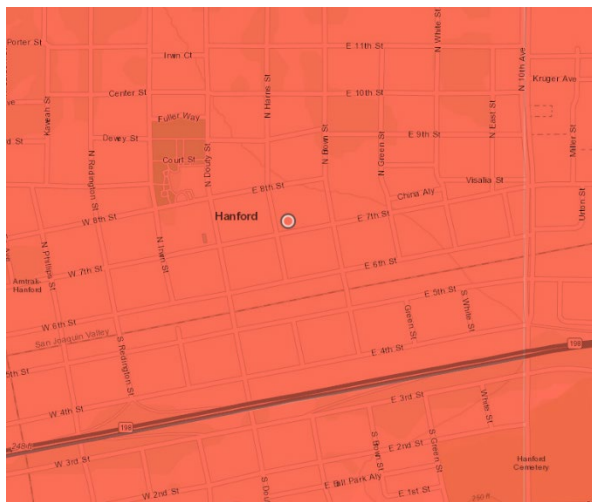 Porter St
Irwin Ct
E 11th St
N White St
N 10th Ave
Kruger Ave
Kaweah St
Center St
N Harris St
E 10th St
Fuller Way
Dewey St
N Redington St
Court St
N Douty St
N Brown St
N Green St
E 9th St
N East St
Miller St
Visalia St
China Aly
E 8th St
W 8th St
Hanford
E 7th St
Urton St
N Irwin St
N Phillips St
W 7th St
E 6th St
Amtrak-
Hanford
W 6th St
San Joaquin Valley
S Redington St
E 5th St
Green St
S White St
5th St
E 4th St
198
W 4th St
198
E 3rd St
White St
W 3rd St
S Brown St
E 2nd St
S Green St
Hanford
Cemetery
W 2nd St
S Dou
E Bill Park Aly
E 1st St